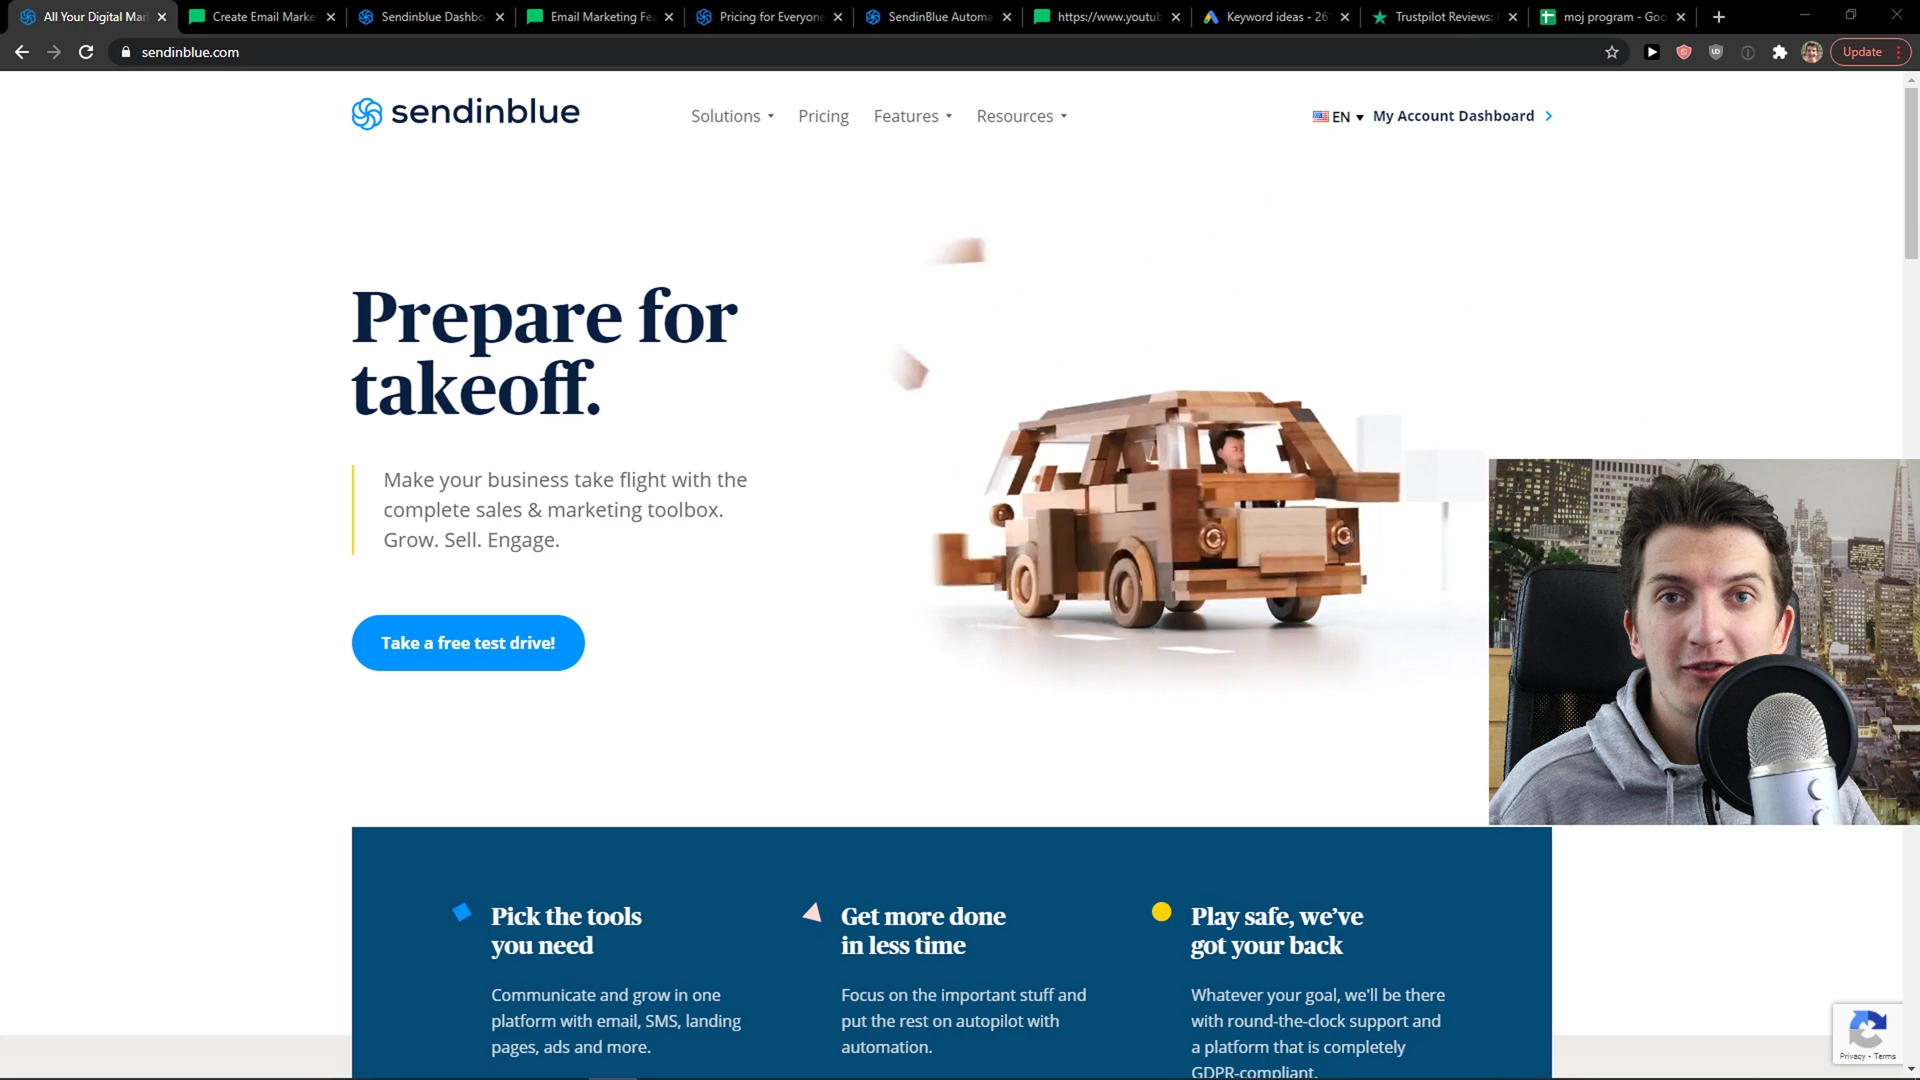 All Your Digital Mar
Create Email Marke
Sendinblue Dashbo
Email Marketing Fe
Pricing for Everyone
SendinBlue Automa
https://www.youtub
Keyword ideas - 26
Trustpilot Reviews:
moj program - Goo
sendinblue.com
Update
sendinblue
Solutions
Pricing
Features
Resources
EN
My Account Dashboard
Prepare for
takeoff.
Make your business take flight with the
complete sales & marketing toolbox.
Grow. Sell. Engage.
Take a free test drive!
Pick the tools
you need
Communicate and grow in one
platform with email, SMS, landing
pages, ads and more.
Get more done
in less time
Focus on the important stuff and
put the rest on autopilot with
automation.
Play safe, we've
got your back
Whatever your goal, we'll be there
with round-the-clock support and
a platform that is completely
GDPR-compliant.
Privacy - Terms